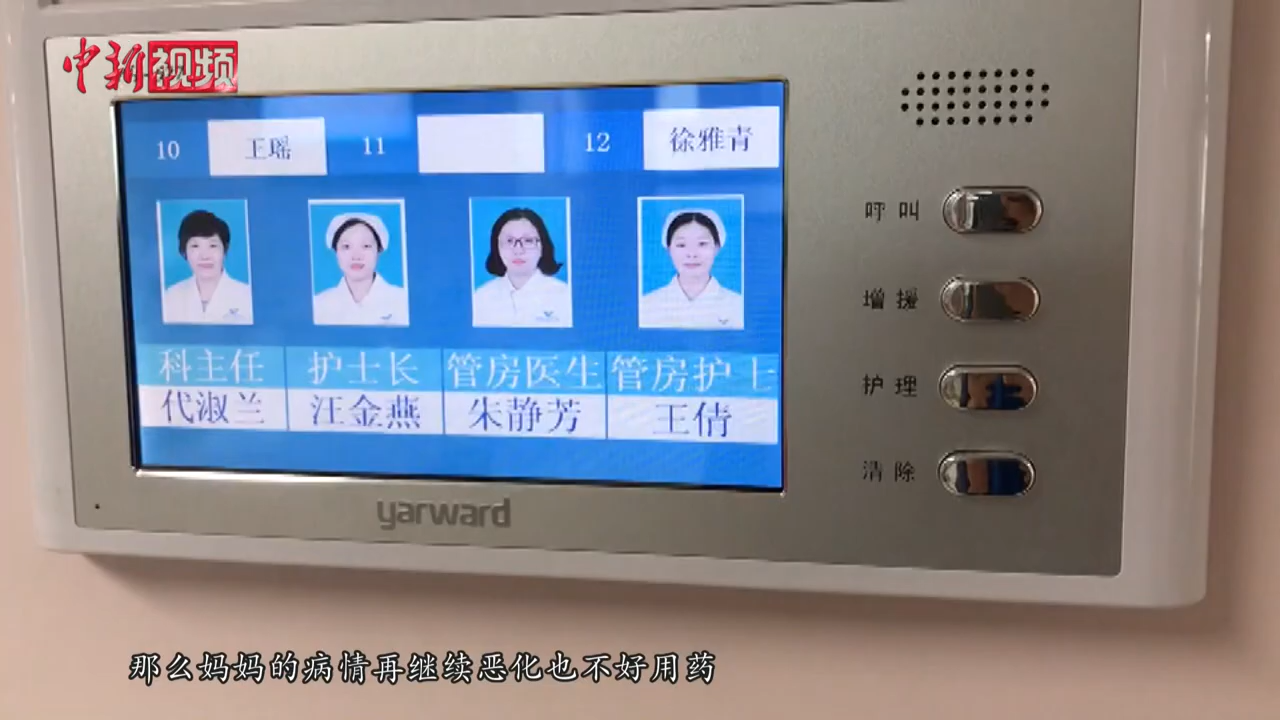 中新视频
10 王瑶 11 12 徐雅青
科主任 护士长 管房医生 管房护士
代淑兰 汪金燕 朱静芳 王倩
呼叫
增援
护理
清除
yarward
那么妈妈的病情再继续恶化也不好用药